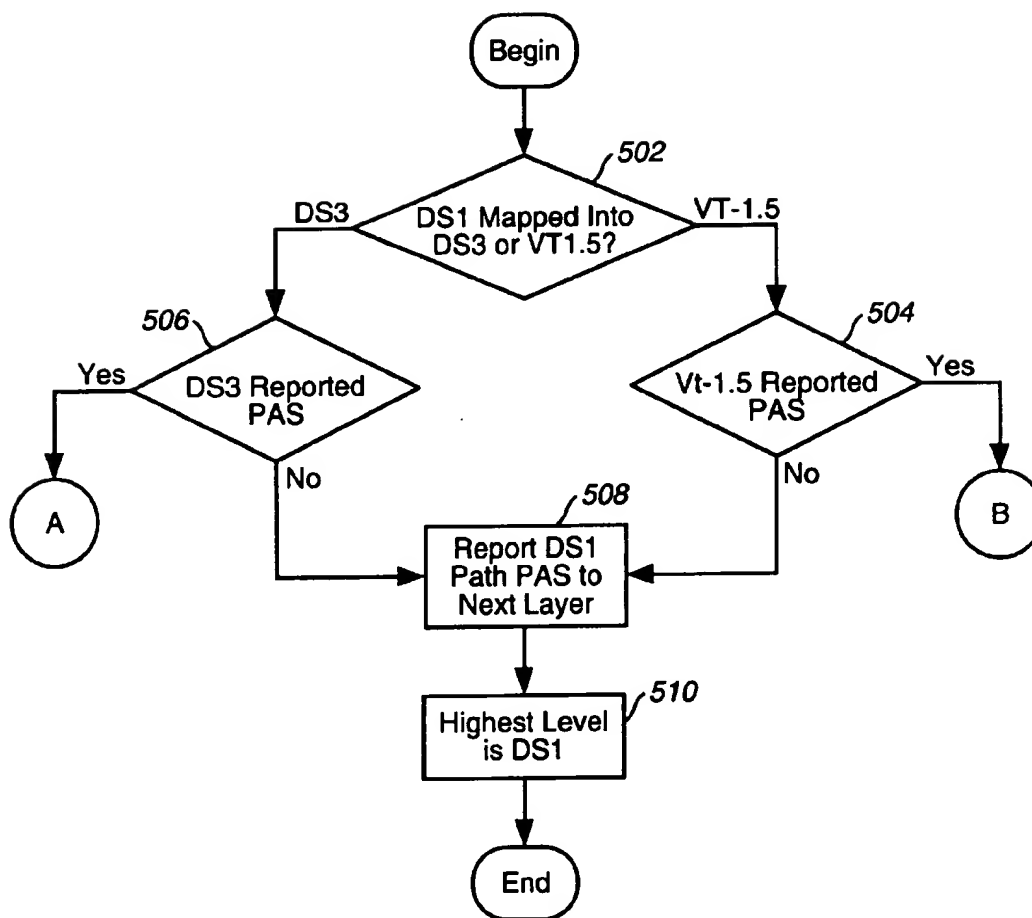 Begin
502
DS3
DS1 Mapped Into
DS3 or VT1.5?
VT-1.5
506
504
Yes
DS3 Reported
PAS
Vt-1.5 Reported
PAS
Yes
No
No
A
B
508
Report DS1
Path PAS to
Next Layer
510
Highest Level
is DS1
End